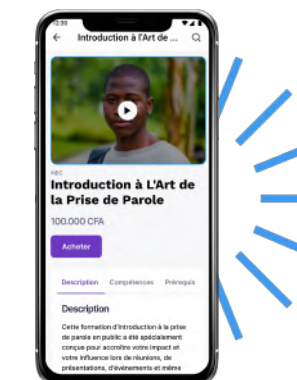 12:30
Introduction à l'Art de ...
HEC
Introduction à L'Art de
la Prise de Parole
100.000 CFA
Acheter
Description Compétences Prérequis
Description
Cette formation d'introduction à la prise
de parole en public a été spécialement
conçue pour accroître votre impact et
votre influence lors de réunions, de
présentations, d'événements et même